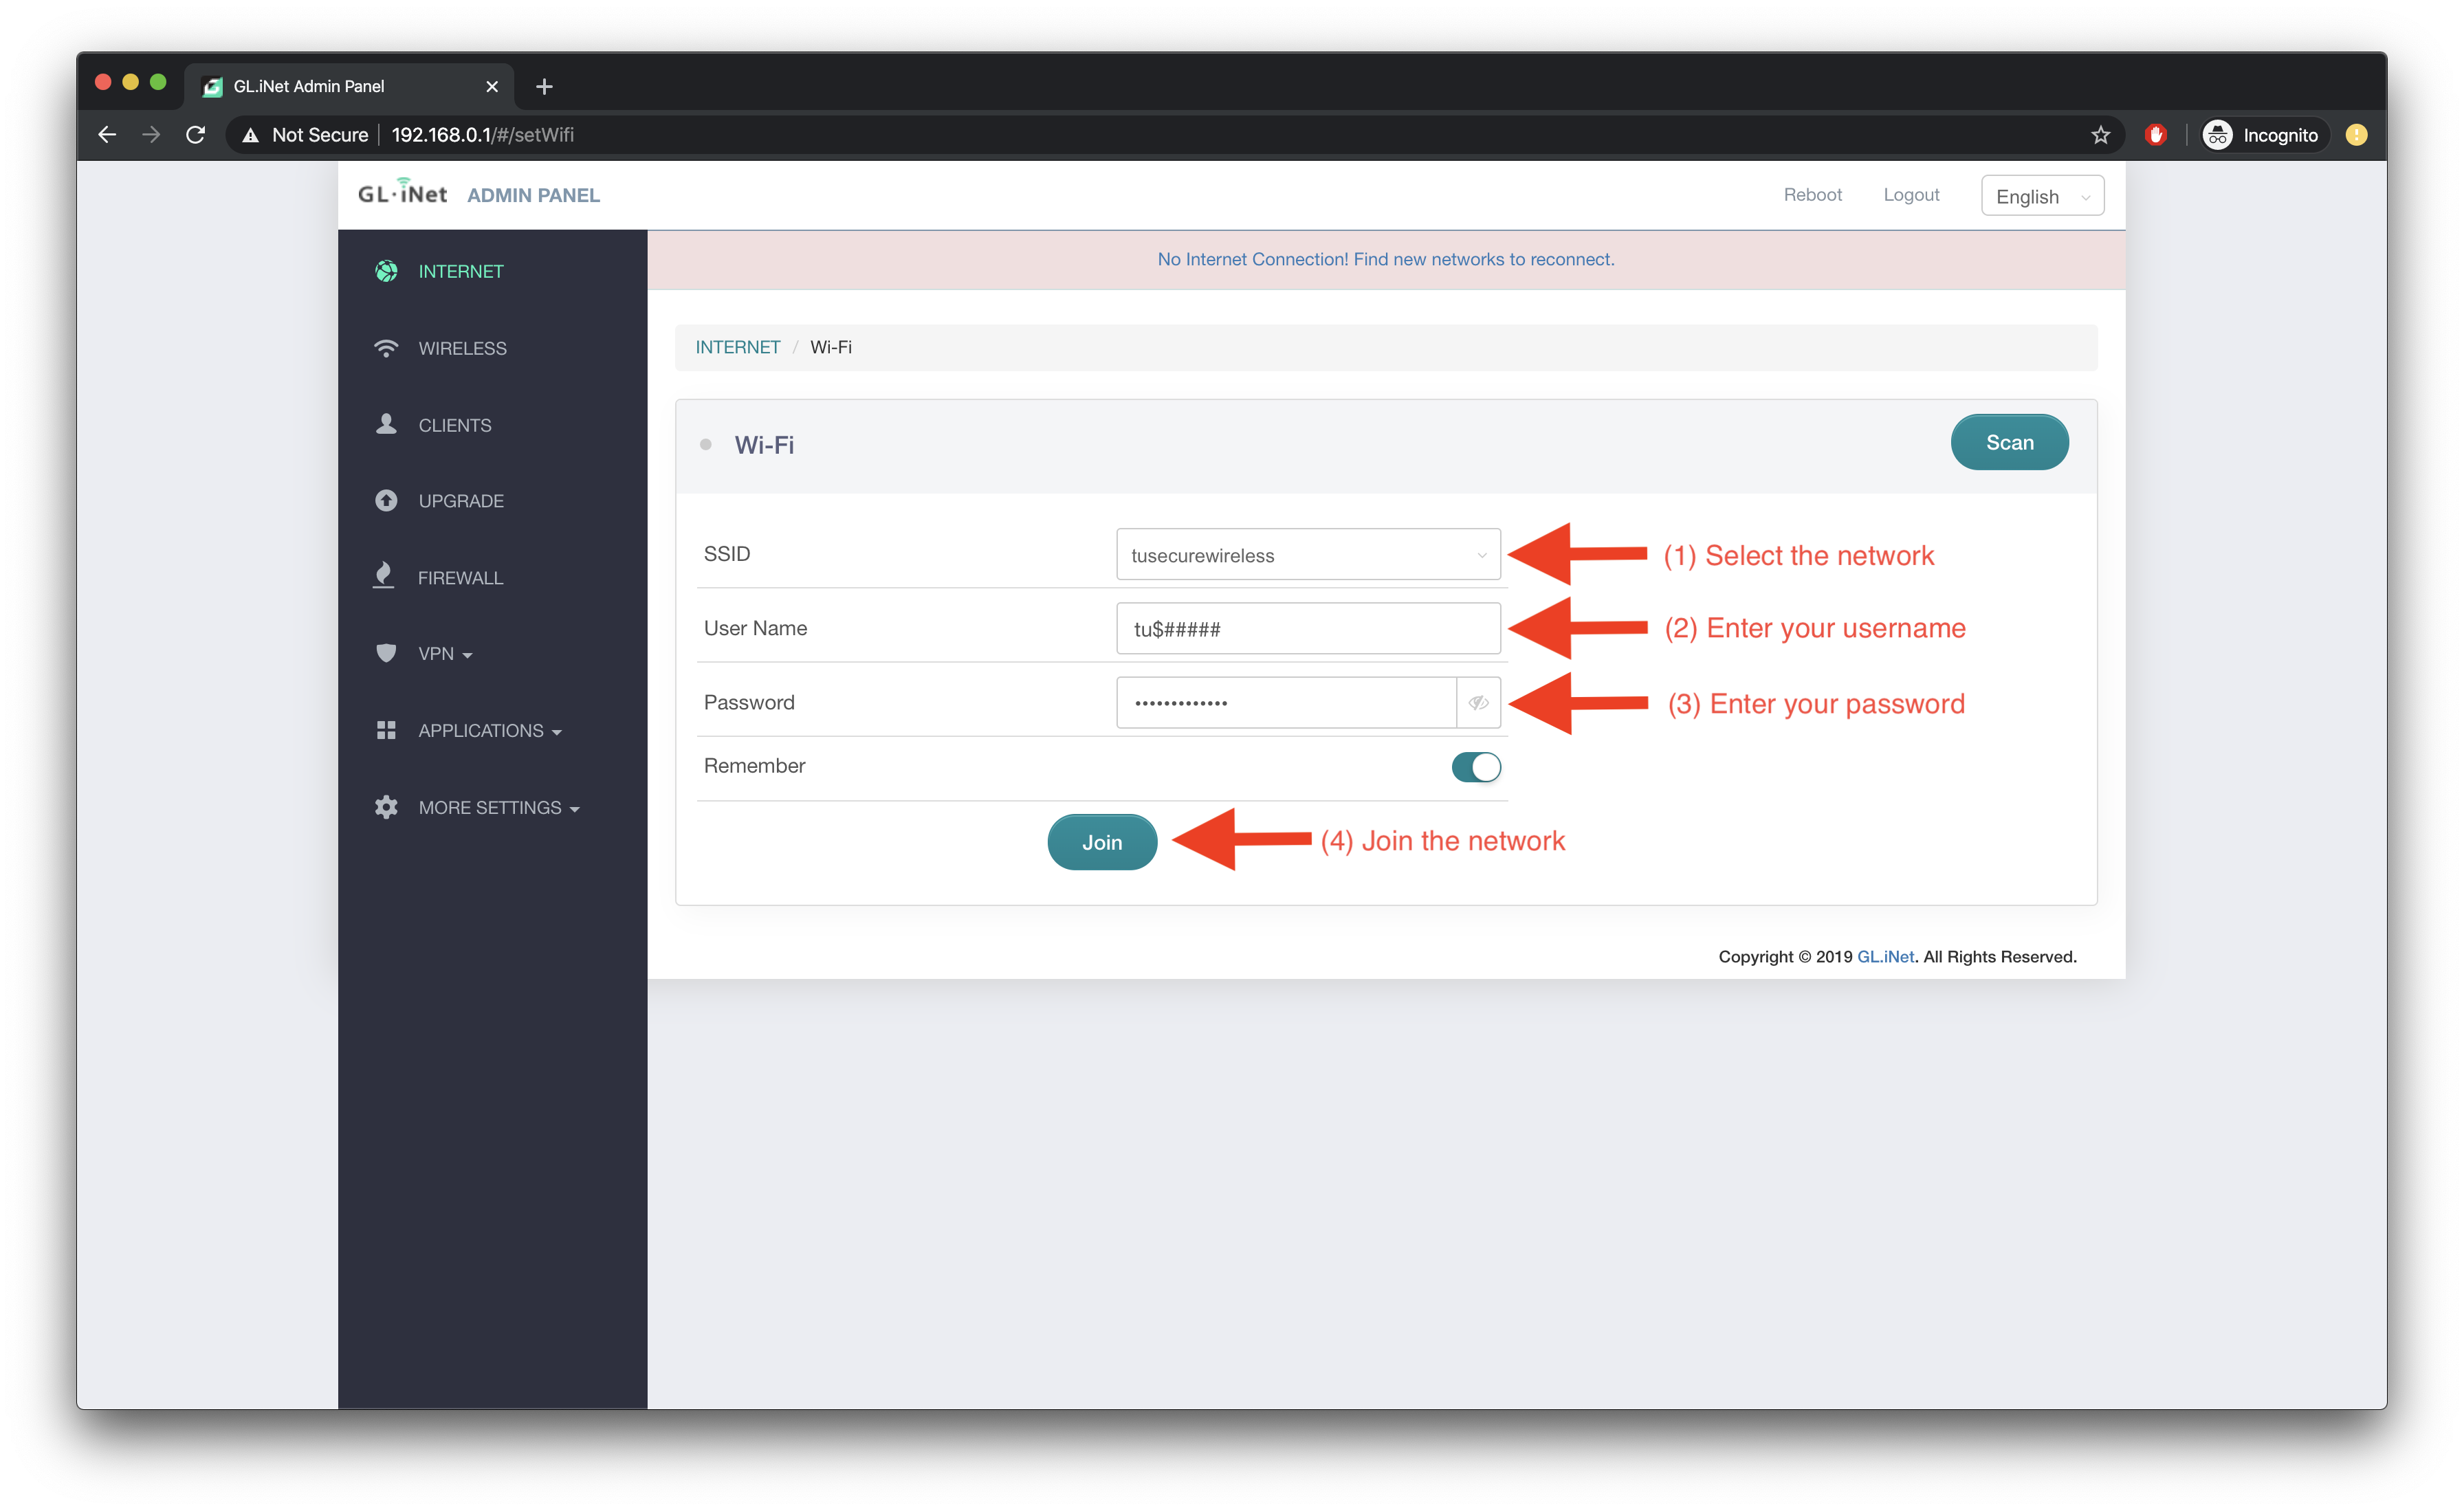 GL.iNet Admin Panel
Not Secure 192.168.0.1/#/setWifi Incognito
GL·iNet ADMIN PANEL Reboot Logout English
INTERNET
WIRELESS
CLIENTS
UPGRADE
FIREWALL
VPN
APPLICATIONS
MORE SETTINGS
No Internet Connection! Find new networks to reconnect.
INTERNET / Wi-Fi
Wi-Fi Scan
SSID tusecurewireless (1) Select the network
User Name tu$##### (2) Enter your username
Password ••••••••••••• (3) Enter your password
Remember
Join (4) Join the network
Copyright © 2019 GL.iNet. All Rights Reserved.